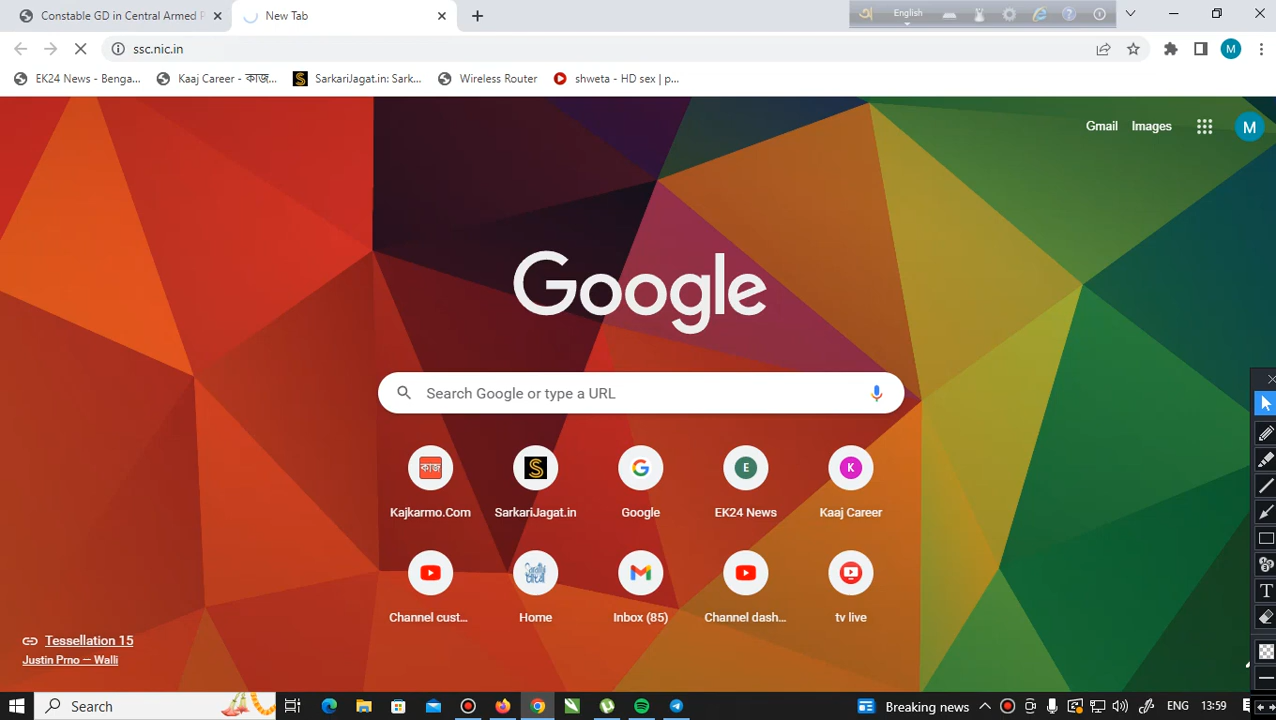 Constable GD in Central Armed P
New Tab
English
ssc.nic.in
EK24 News - Benga...
Kaaj Career - কাজ...
SarkariJagat.in: Sark...
Wireless Router
shweta - HD sex | p...
M
Gmail
Images
M
Google
Search Google or type a URL
কাজ
S
G
E
K
Kajkarmo.Com
SarkariJagat.in
Google
EK24 News
Kaaj Career
Channel cust...
Home
Inbox (85)
Channel dash...
tv live
Tessellation 15
Justin Prno — Walli
Search
Breaking news
ENG
13:59